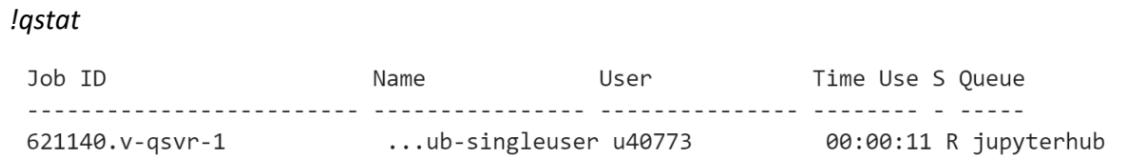 !qstat
Job ID                    Name             User            Time Use S Queue
------------------------- ---------------- --------------- -------- - -----
621140.v-qsvr-1            ...ub-singleuser u40773          00:00:11 R jupyterhub